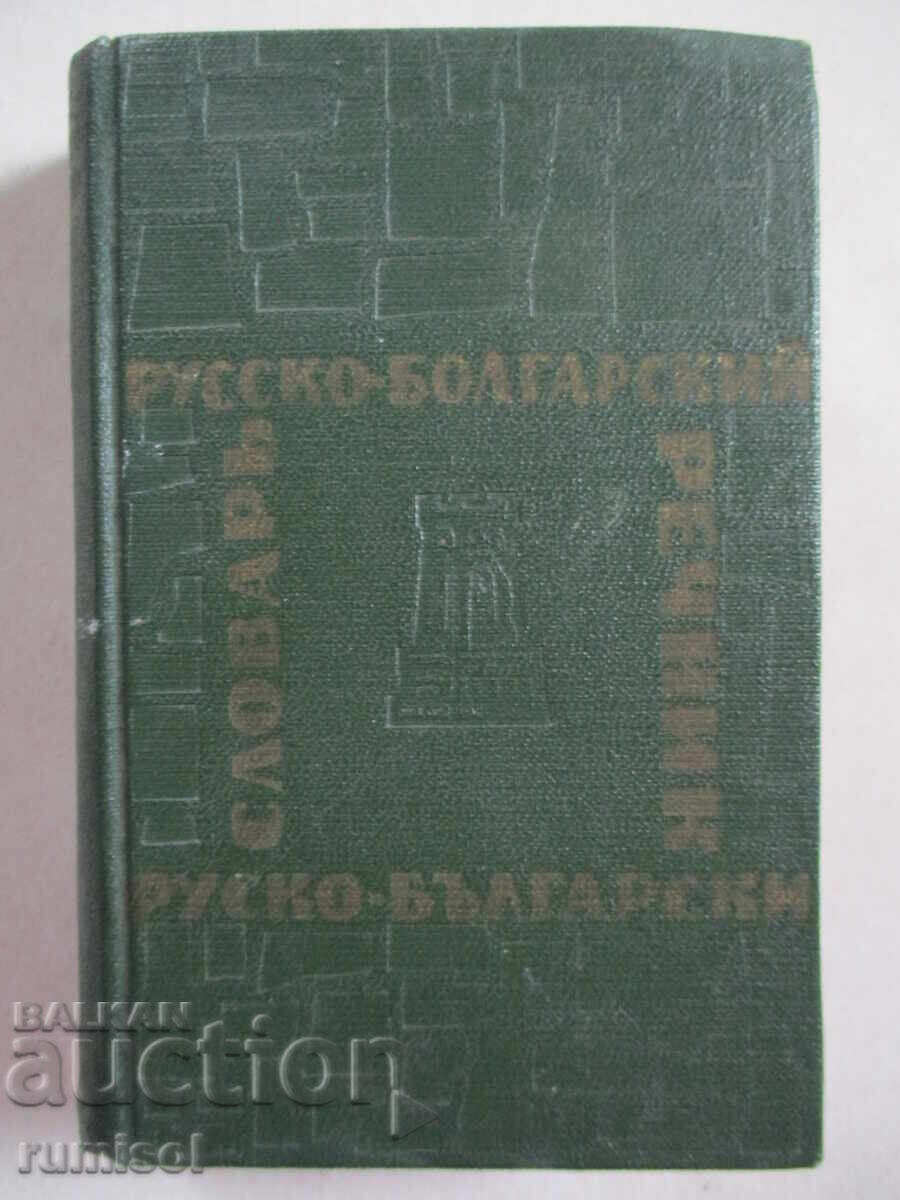 РУССКО-БОЛГАРСКИЙ
СЛОВАРЬ
РЕЧНИК
РУСКО-БЪЛГАРСКИ
BALKAN
auction
rumisol